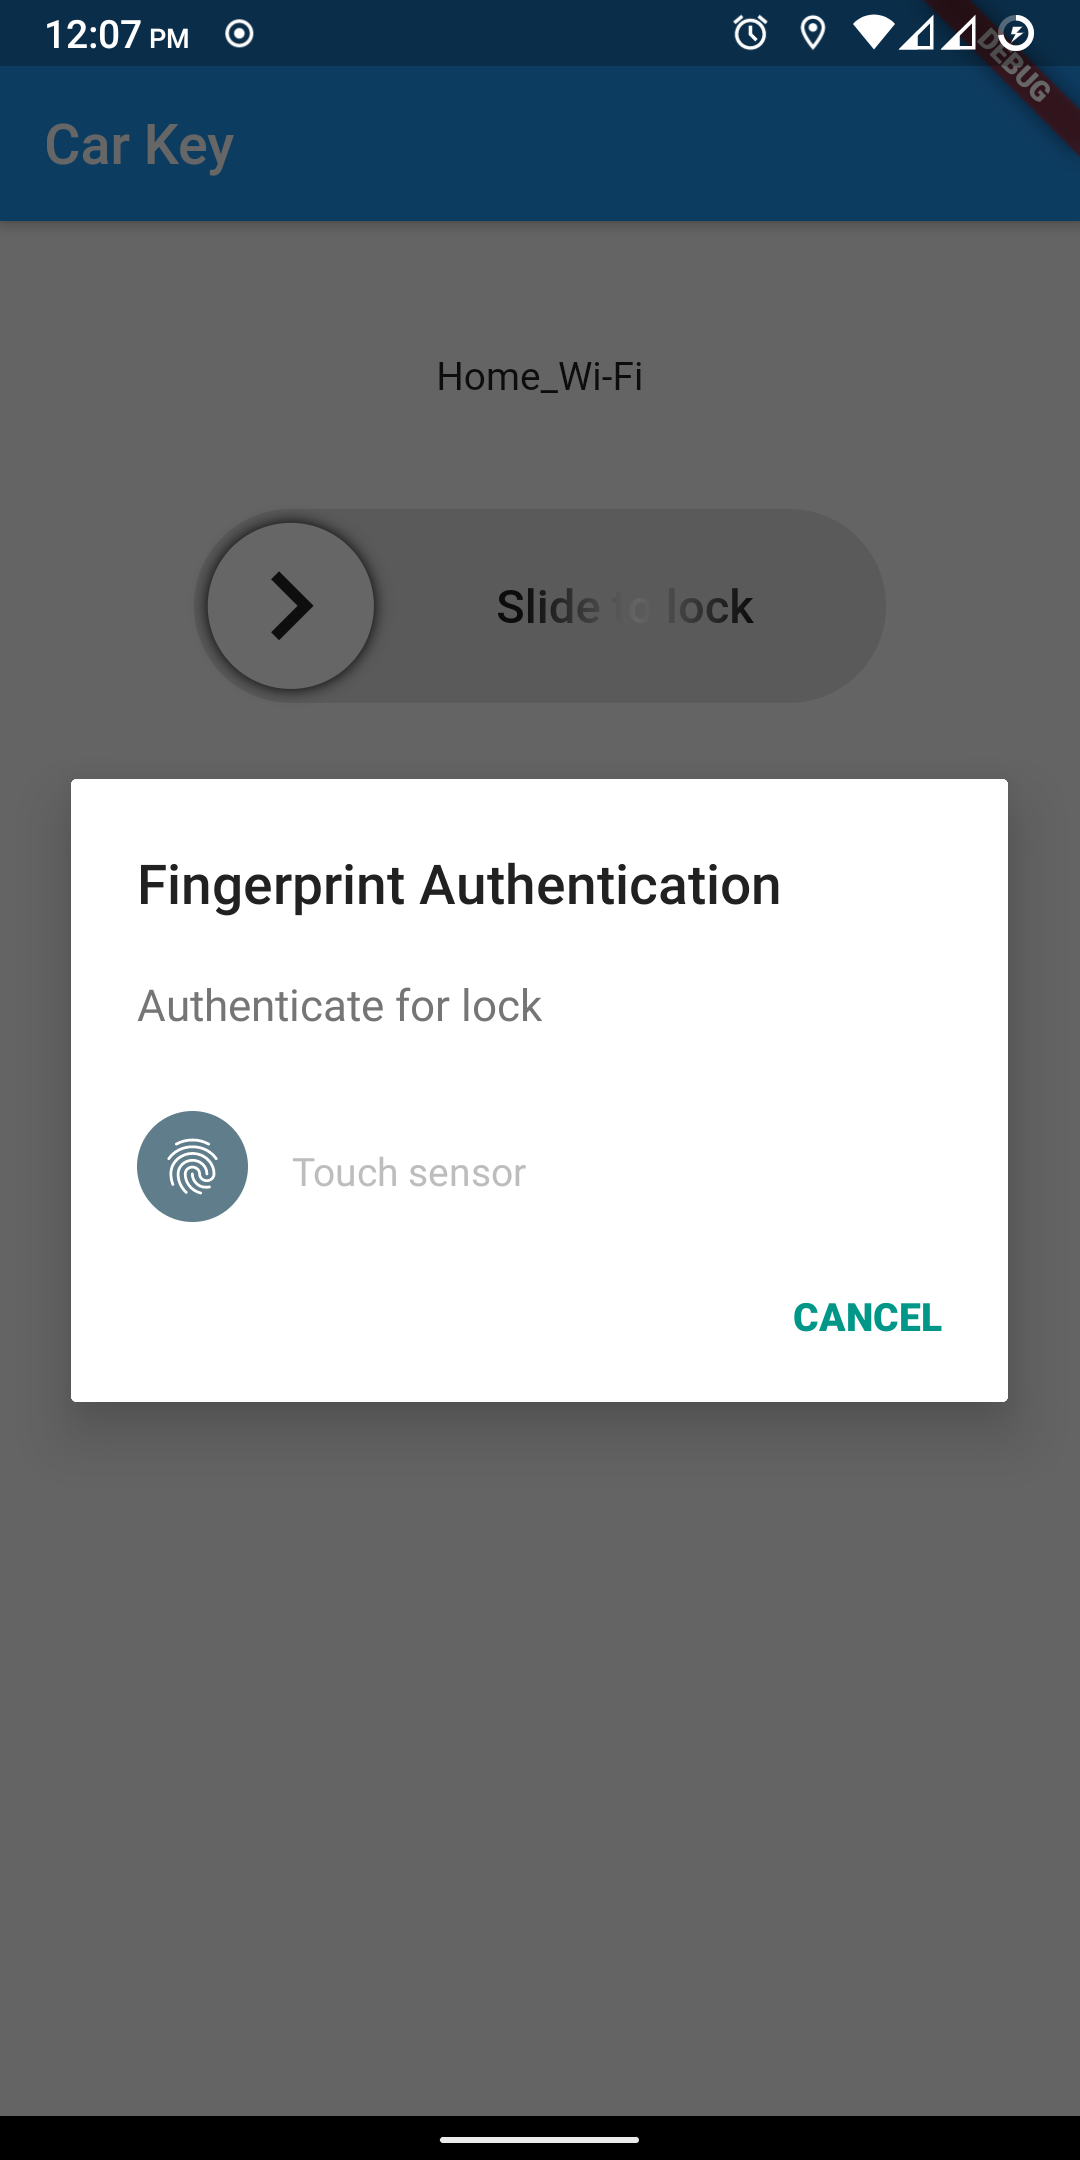 12:07 PM
DEBUG
Car Key
Home_Wi-Fi
Slide to lock
Fingerprint Authentication
Authenticate for lock
Touch sensor
CANCEL